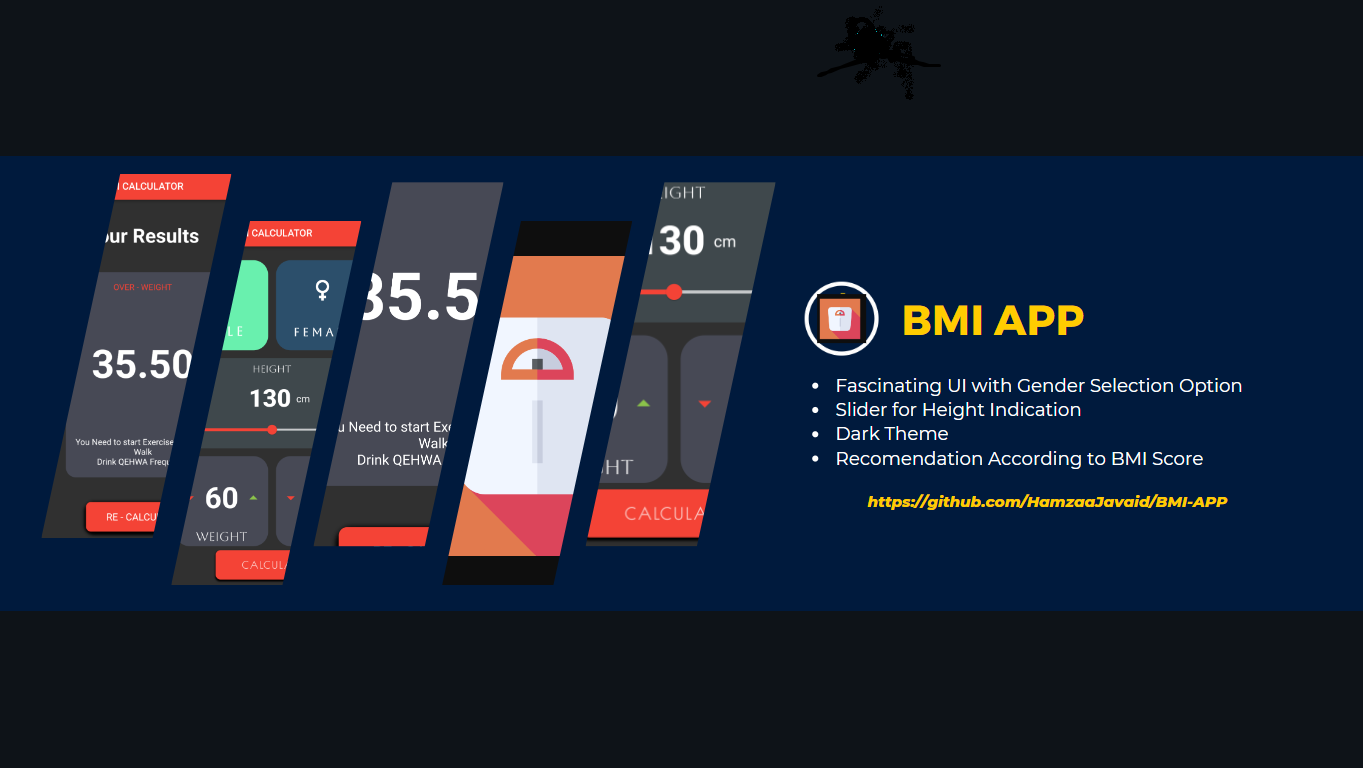 CALCULATOR
our Results
OVER - WEIGHT
35.50
You Need to start Exercise
Walk
Drink QEHWA Frequ
RE - CALCU
CALCULATOR
LE
FEMA
HEIGHT
130 cm
60
WEIGHT
CALCUL
35.5
u Need to start Exe
Walk
Drink QEHWA
EIGHT
130 cm
GHT
CALCULA
BMI APP
• Fascinating UI with Gender Selection Option
• Slider for Height Indication
• Dark Theme
• Recomendation According to BMI Score
https://github.com/HamzaaJavaid/BMI-APP